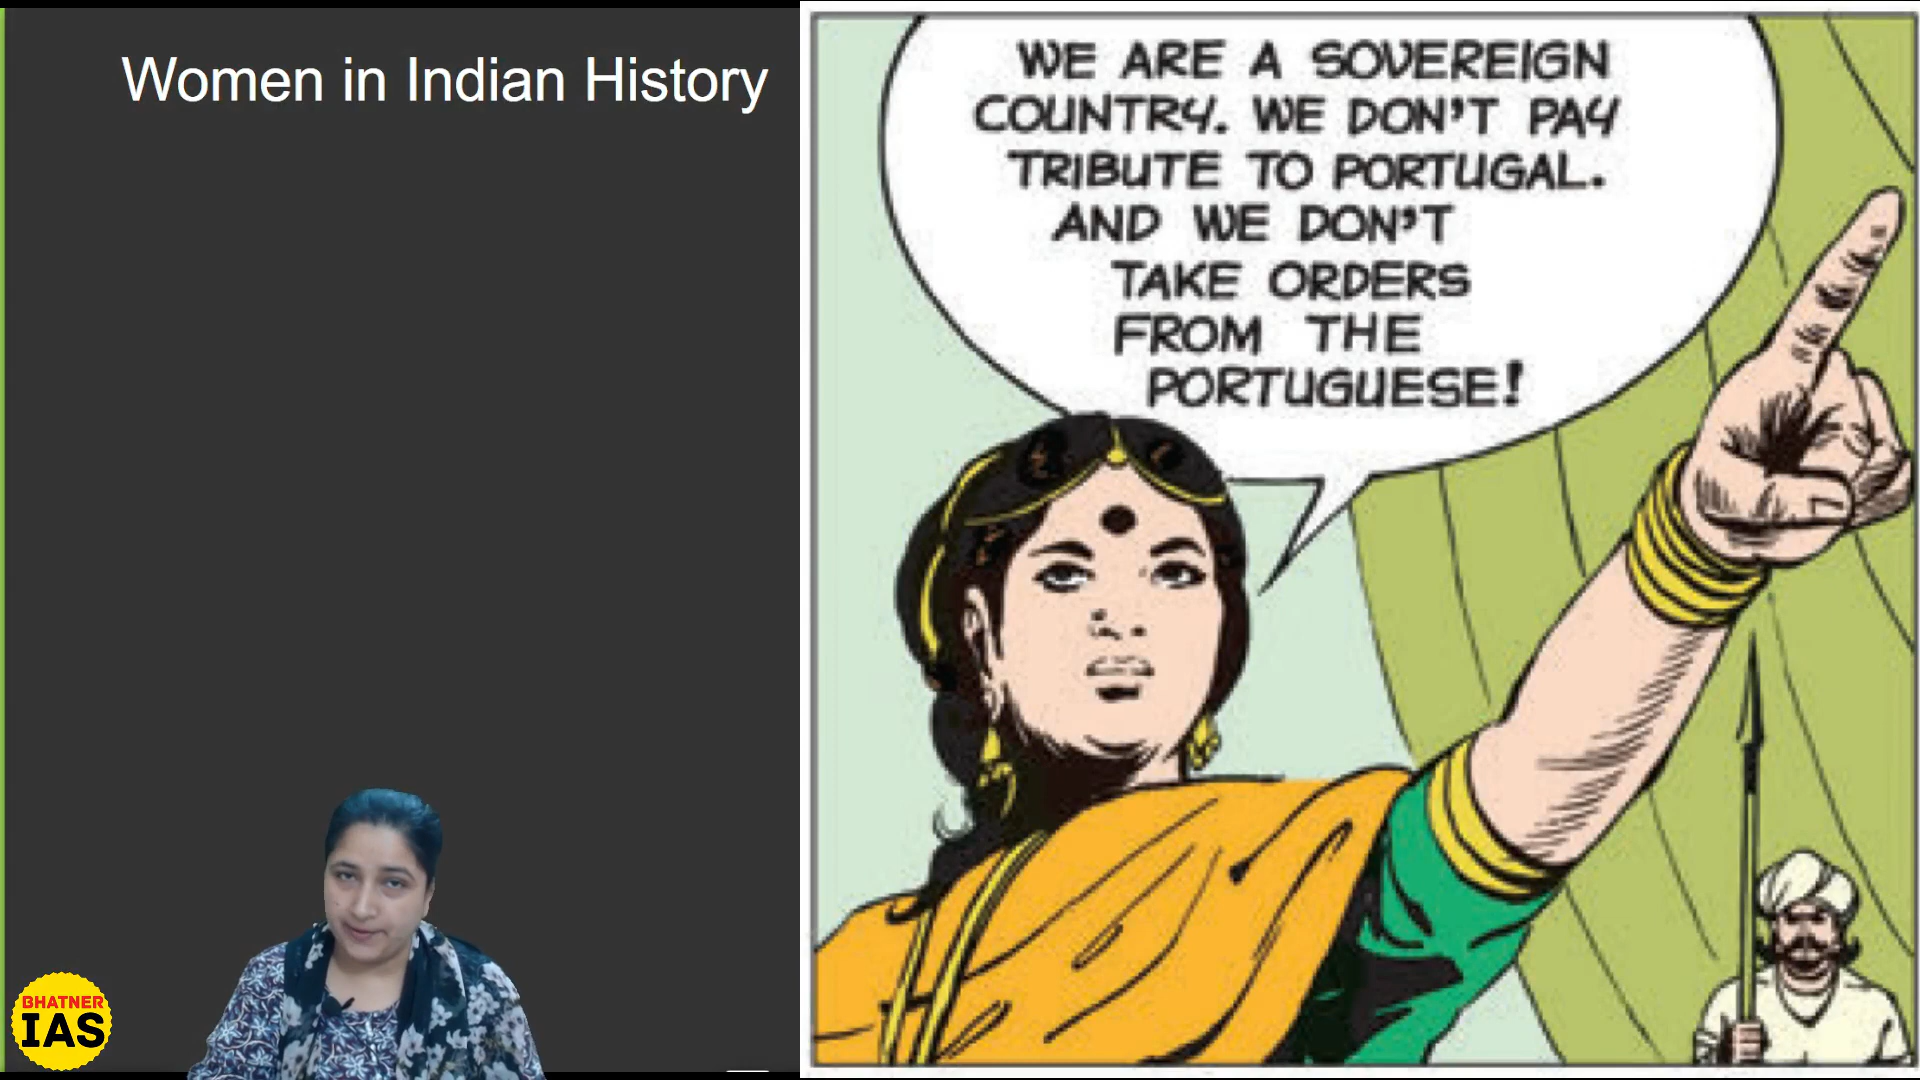 Women in Indian History
WE ARE A SOVEREIGN
COUNTRY. WE DON'T PAY
TRIBUTE TO PORTUGAL.
AND WE DON'T
TAKE ORDERS
FROM THE
PORTUGUESE!
BHATNER
IAS